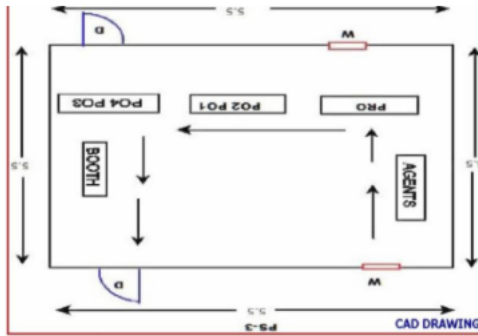 5.5
D
W
PO4 PO3
PO2 PO1
PRO
5.5
5.5
BOOTH
AGENTS
D
W
5.5
PS-3
CAD DRAWING